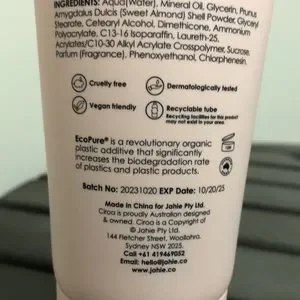 INGREDIENTS: Aqua(Water), Mineral Oil, Glycerin, Prunus
Amygdalus Dulcis (Sweet Almond) Shell Powder, Glyceryl
Stearate, Cetearyl Alcohol, Dimethicone, Ammonium
Polyacrylate, C13-16 Isoparaffin, Laureth-25,
Acrylates/C10-30 Alkyl Acrylate Crosspolymer, Sucrose,
Parfum (Fragrance), Phenoxyethanol, Chlorphenesin.
Cruelty free
Dermatologically tested
Vegan friendly
Recyclable tube
Recycling facilities for this product
may not exist in your area.
EcoPure® is a revolutionary organic
plastic additive that significantly
increases the biodegradation rate
of plastics and plastic products.
Batch No: 20231020 EXP Date: 10/20/25
Made in China for Jahie Pty Ltd.
Ciroa is proudly Australian designed
& owned. Ciroa is a Copyright of
© Jahie Pty Ltd.
144 Fletcher Street, Woollahra,
Sydney NSW 2025.
Call +61 419469052
Email: hello@jahie.co
www.jahie.co